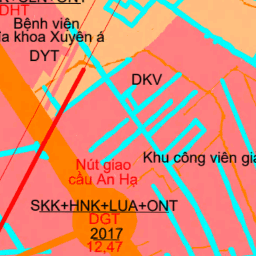 DHT
Bệnh viện
đa khoa Xuyên á
DYT
DKV
Nút giao
cầu An Hạ
Khu công viên
SKK+HNK+LUA+ONT
DGT
2017
12,47